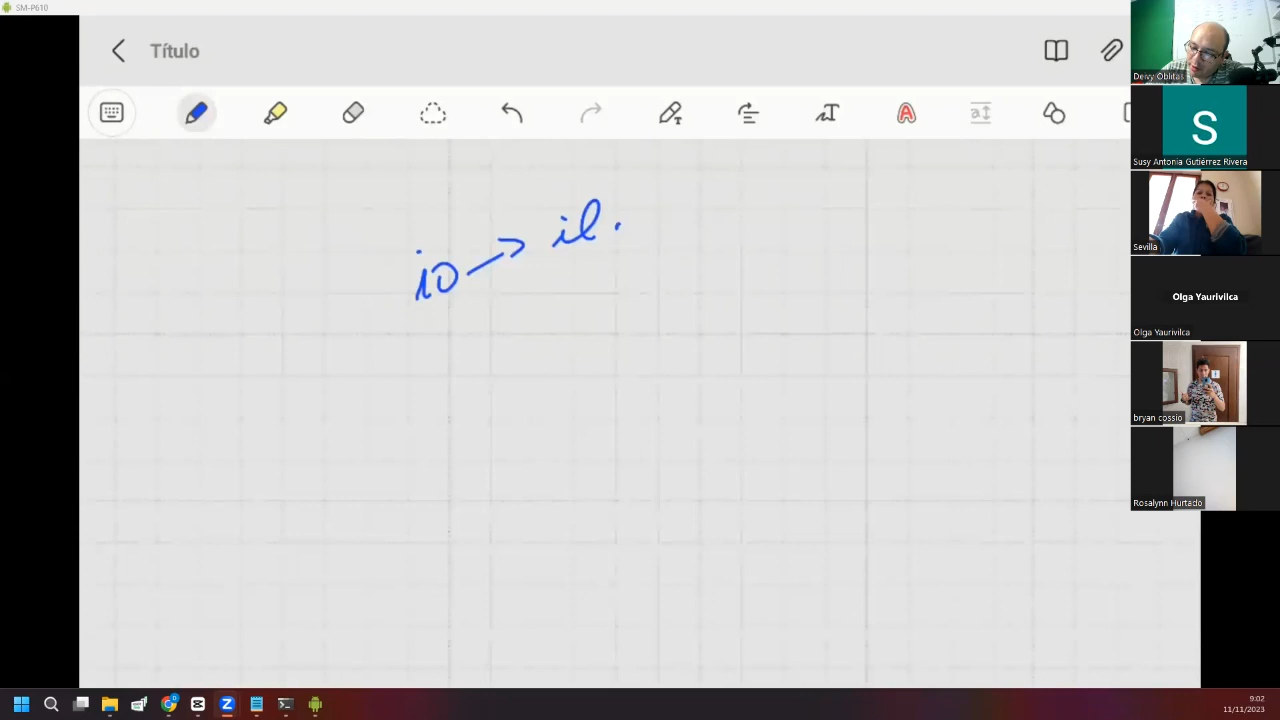 SM-P610
Título
io → il.
Deivy Oblitas
S
Susy Antonia Gutiérrez Rivera
Sevilla
Olga Yaurivilca
Olga Yaurivilca
bryan cossio
Rosalynn Hurtado
9:02
11/11/2023